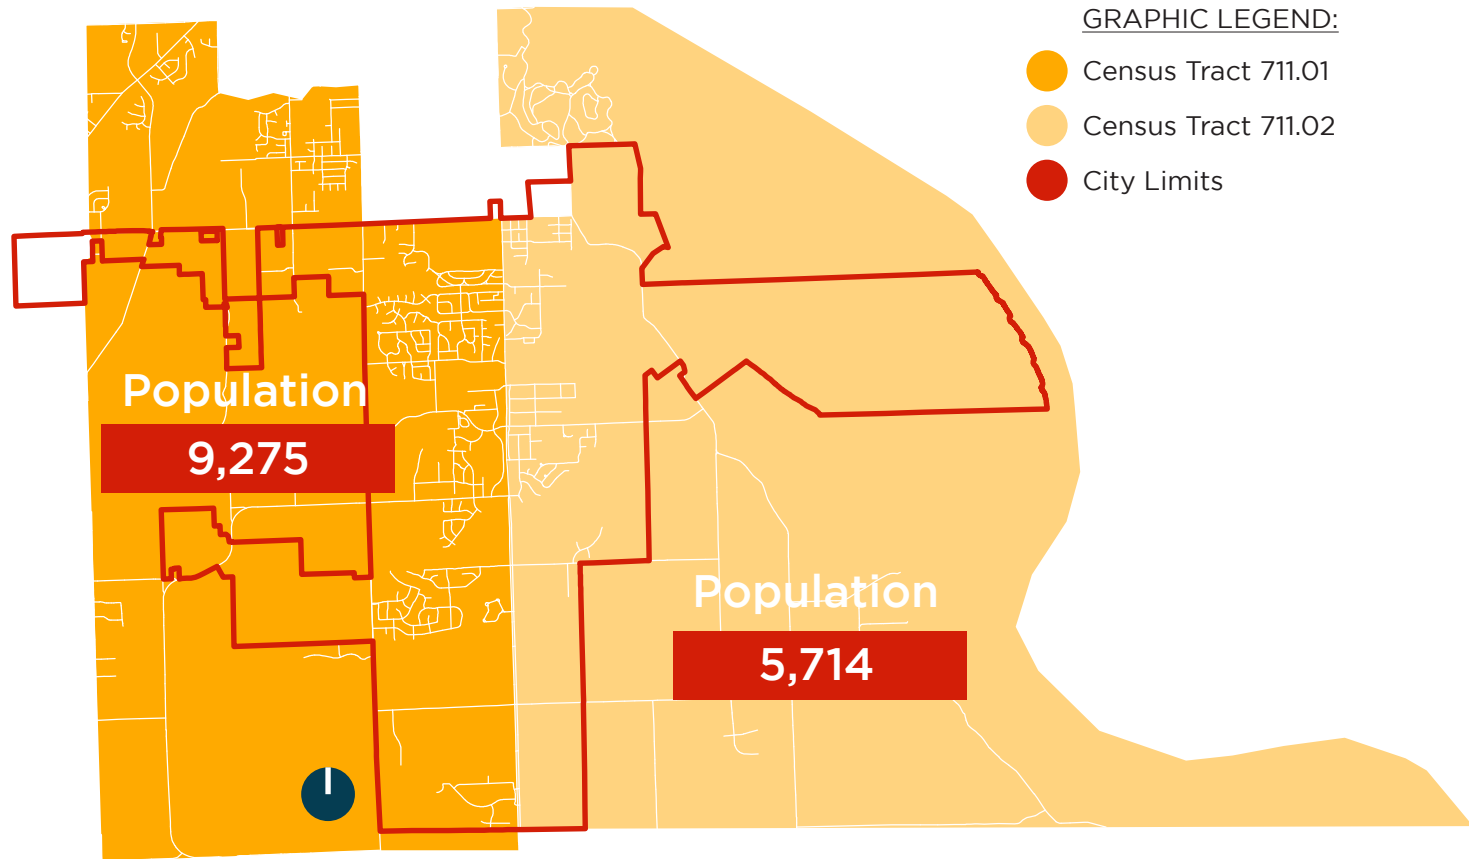 GRAPHIC LEGEND:
Census Tract 711.01
Census Tract 711.02
City Limits
Population
9,275
Population
5,714